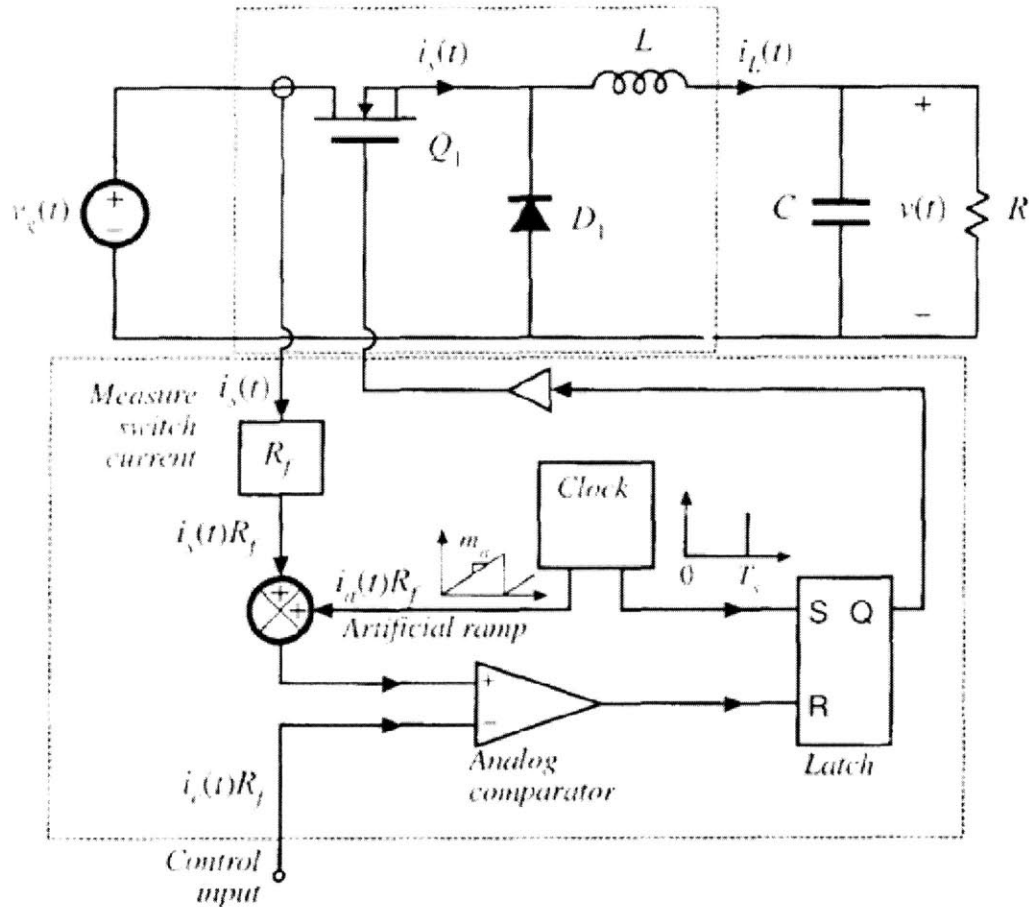 i_s(t)
L
i_L(t)
Q_1
+
v_g(t)
+
−
D_1
C
v(t)
R
−
Measure
switch
current
i_s(t)
R_f
Clock
i_s(t)R_f
m_a
0
T_s
+
+
i_a(t)R_f
Artificial ramp
S
Q
+
−
R
Analog
comparator
Latch
i_c(t)R_f
Control
input